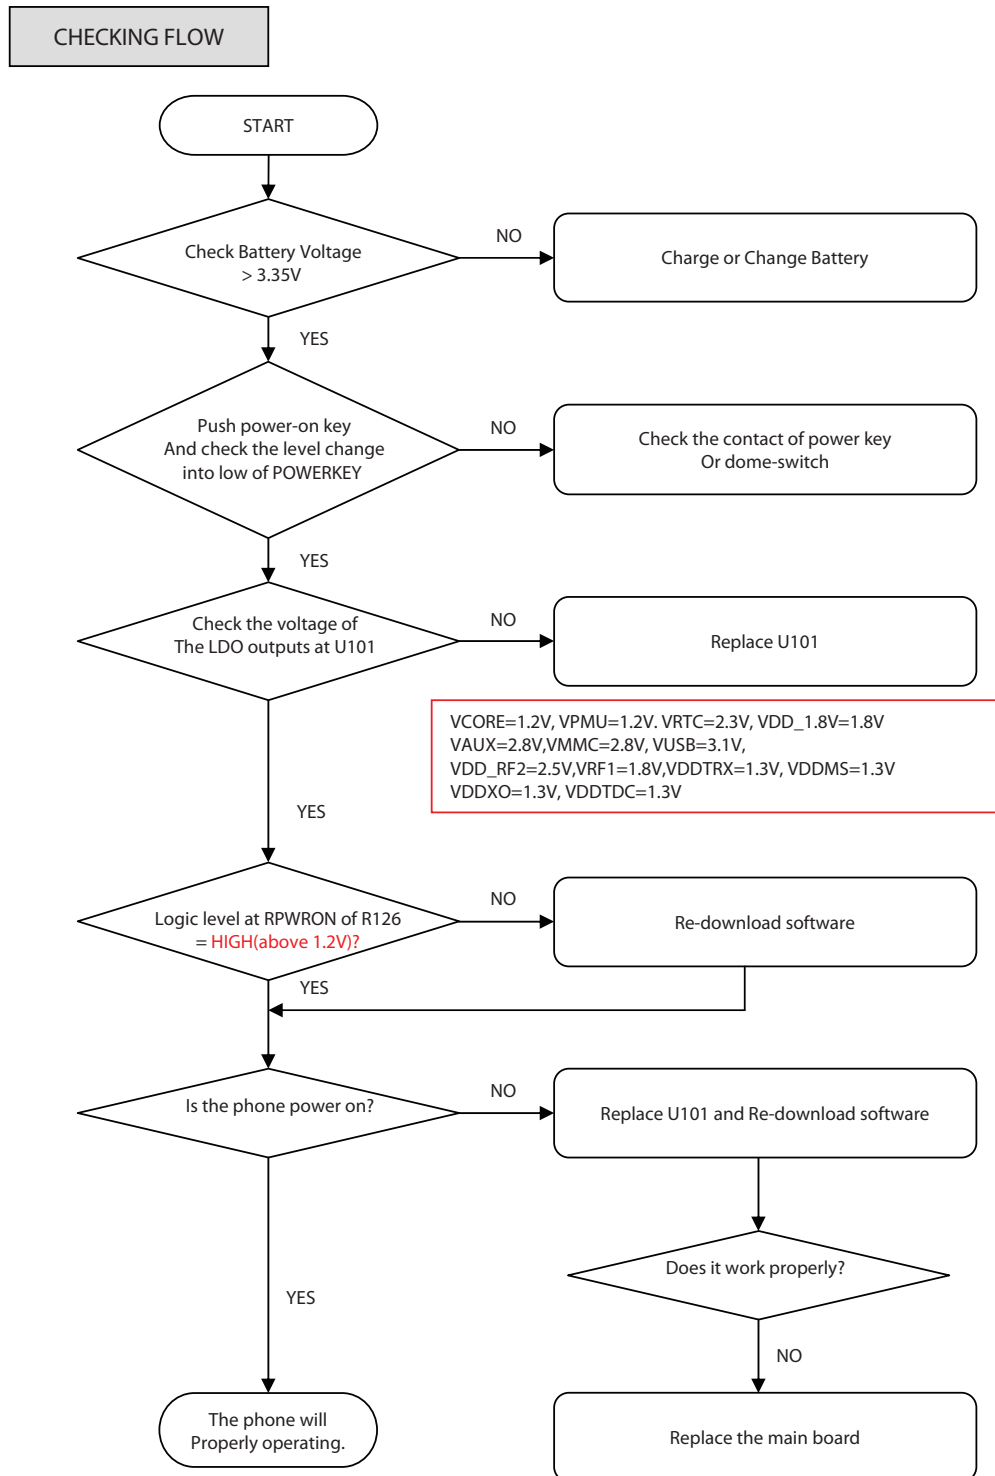 CHECKING FLOW
START
Check Battery Voltage
> 3.35V
NO
Charge or Change Battery
YES
Push power-on key
And check the level change
into low of POWERKEY
NO
Check the contact of power key
Or dome-switch
YES
Check the voltage of
The LDO outputs at U101
NO
Replace U101
VCORE=1.2V, VPMU=1.2V. VRTC=2.3V, VDD_1.8V=1.8V
VAUX=2.8V,VMMC=2.8V, VUSB=3.1V,
VDD_RF2=2.5V,VRF1=1.8V,VDDTRX=1.3V, VDDMS=1.3V
VDDXO=1.3V, VDDTDC=1.3V
YES
Logic level at RPWRON of R126
= HIGH(above 1.2V)?
NO
Re-download software
YES
Is the phone power on?
NO
Replace U101 and Re-download software
Does it work properly?
YES
NO
The phone will
Properly operating.
Replace the main board